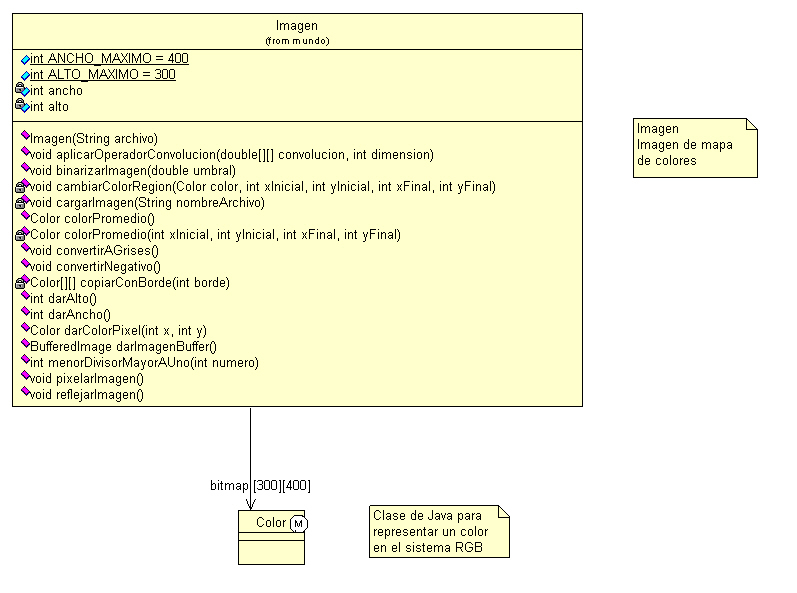 Imagen
(from mundo)
int ANCHO_MAXIMO = 400
int ALTO_MAXIMO = 300
int ancho
int alto
Imagen(String archivo)
void aplicarOperadorConvolucion(double[][] convolucion, int dimension)
void binarizarImagen(double umbral)
void cambiarColorRegion(Color color, int xInicial, int yInicial, int xFinal, int yFinal)
void cargarImagen(String nombreArchivo)
Color colorPromedio()
Color colorPromedio(int xInicial, int yInicial, int xFinal, int yFinal)
void convertirAGrises()
void convertirNegativo()
Color[][] copiarConBorde(int borde)
int darAlto()
int darAncho()
Color darColorPixel(int x, int y)
BufferedImage darImagenBuffer()
int menorDivisorMayorAUno(int numero)
void pixelarImagen()
void reflejarImagen()
Imagen
Imagen de mapa
de colores
bitmap [300][400]
Color M
Clase de Java para
representar un color
en el sistema RGB